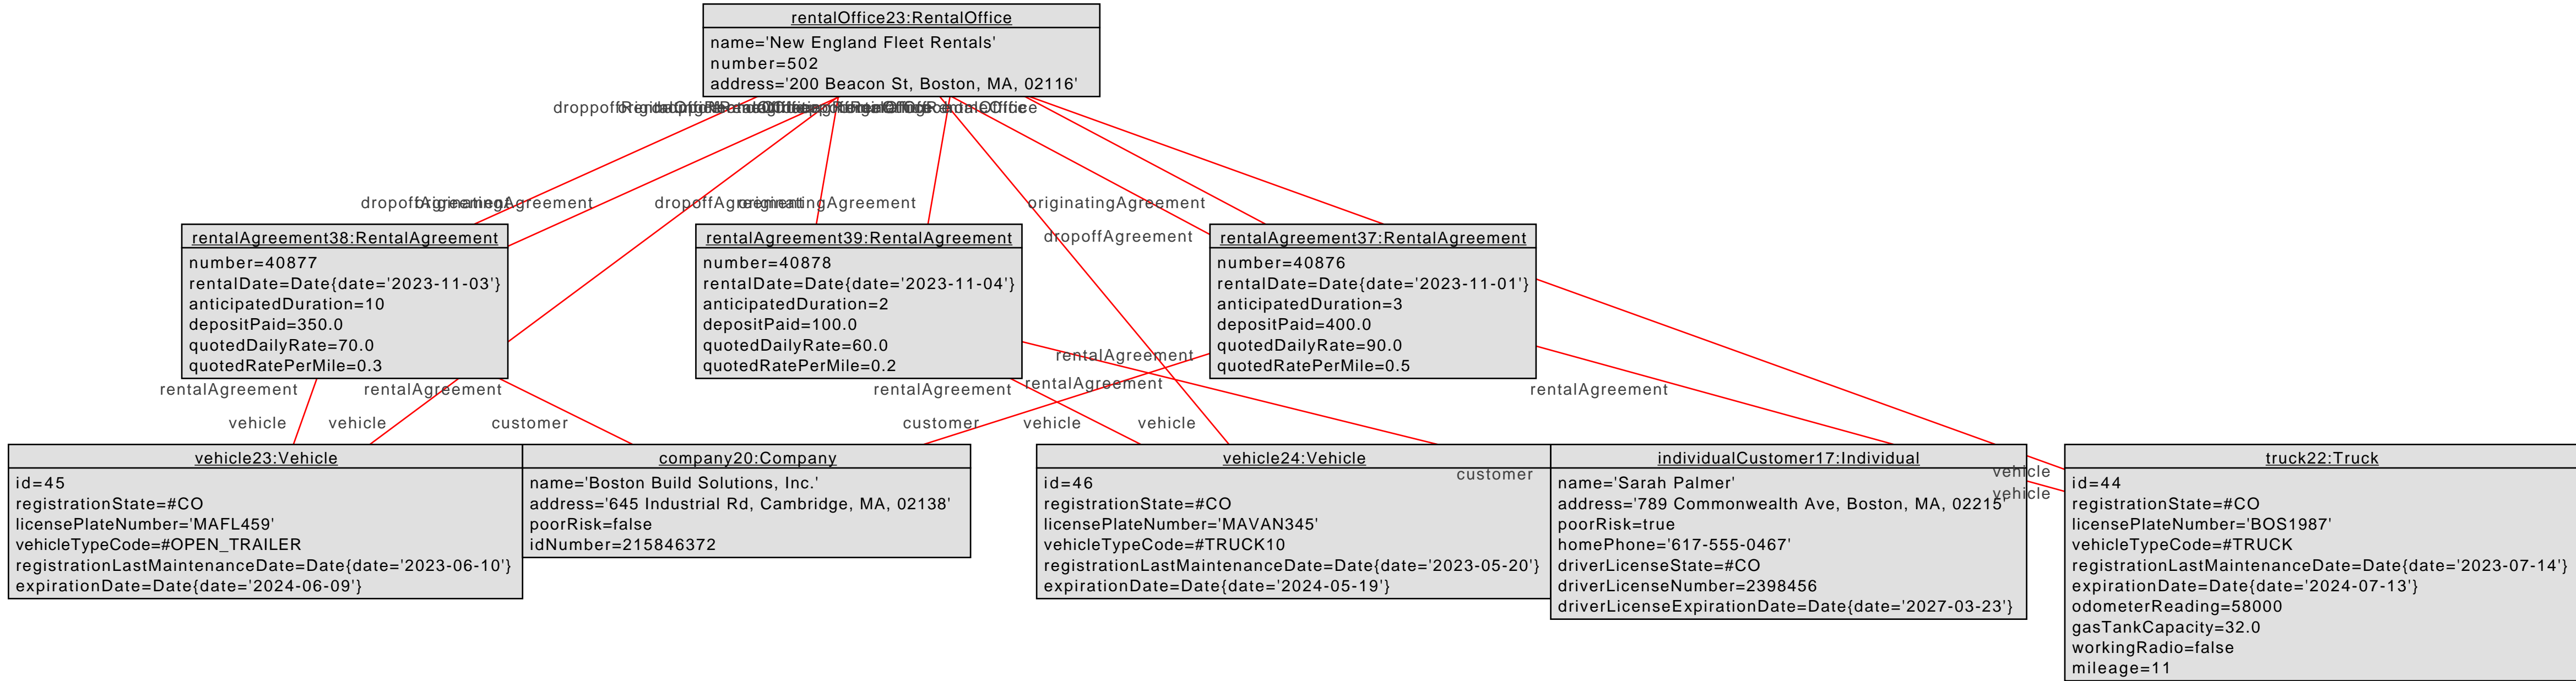 rentalOffice23:RentalOffice
name='New England Fleet Rentals'
number=502
address='200 Beacon St, Boston, MA, 02116'
dropoffAgreement
originatingAgreement
dropoffAgreement
originatingAgreement
originatingAgreement
dropoffAgreement
rentalAgreement38:RentalAgreement
number=40877
rentalDate=Date{date='2023-11-03'}
anticipatedDuration=10
depositPaid=350.0
quotedDailyRate=70.0
quotedRatePerMile=0.3
rentalAgreement39:RentalAgreement
number=40878
rentalDate=Date{date='2023-11-04'}
anticipatedDuration=2
depositPaid=100.0
quotedDailyRate=60.0
quotedRatePerMile=0.2
rentalAgreement37:RentalAgreement
number=40876
rentalDate=Date{date='2023-11-01'}
anticipatedDuration=3
depositPaid=400.0
quotedDailyRate=90.0
quotedRatePerMile=0.5
rentalAgreement
rentalAgreement
rentalAgreement
rentalAgreement
rentalAgreement
rentalAgreement
vehicle
vehicle
customer
customer
vehicle
vehicle
customer
vehicle
vehicle
vehicle23:Vehicle
id=45
registrationState=#CO
licensePlateNumber='MAFL459'
vehicleTypeCode=#OPEN_TRAILER
registrationLastMaintenanceDate=Date{date='2023-06-10'}
expirationDate=Date{date='2024-06-09'}
company20:Company
name='Boston Build Solutions, Inc.'
address='645 Industrial Rd, Cambridge, MA, 02138'
poorRisk=false
idNumber=215846372
vehicle24:Vehicle
id=46
registrationState=#CO
licensePlateNumber='MAVAN345'
vehicleTypeCode=#TRUCK10
registrationLastMaintenanceDate=Date{date='2023-05-20'}
expirationDate=Date{date='2024-05-19'}
individualCustomer17:Individual
name='Sarah Palmer'
address='789 Commonwealth Ave, Boston, MA, 02215'
poorRisk=true
homePhone='617-555-0467'
driverLicenseState=#CO
driverLicenseNumber=2398456
driverLicenseExpirationDate=Date{date='2027-03-23'}
truck22:Truck
id=44
registrationState=#CO
licensePlateNumber='BOS1987'
vehicleTypeCode=#TRUCK
registrationLastMaintenanceDate=Date{date='2023-07-14'}
expirationDate=Date{date='2024-07-13'}
odometerReading=58000
gasTankCapacity=32.0
workingRadio=false
mileage=11